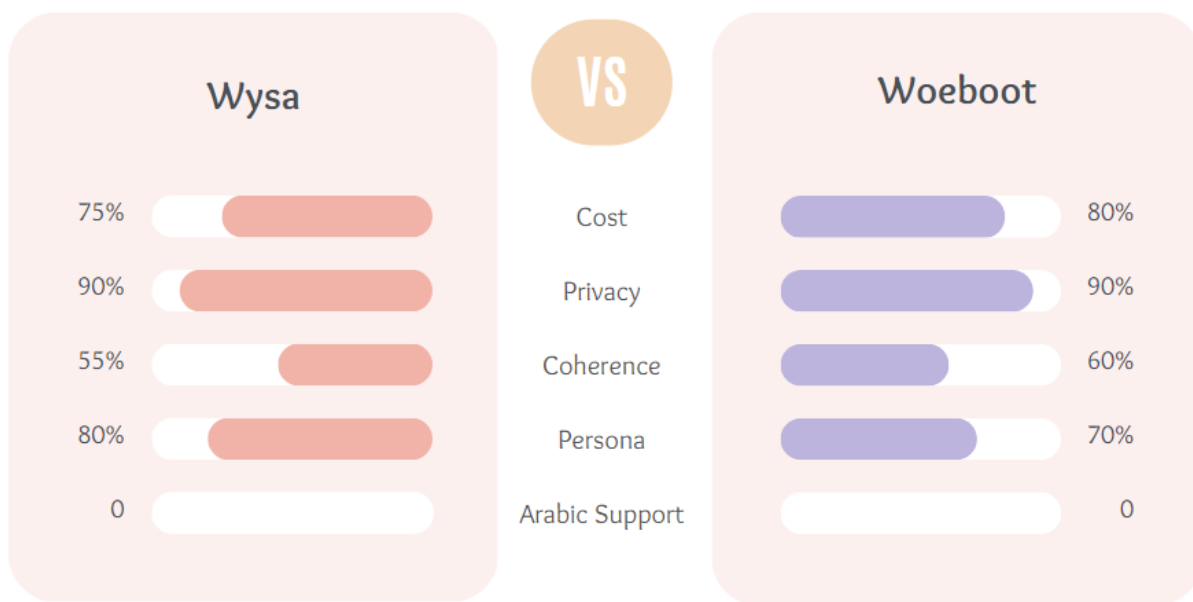 Wysa
VS
Woeboot
75%
Cost
80%
90%
Privacy
90%
55%
Coherence
60%
80%
Persona
70%
0
Arabic Support
0